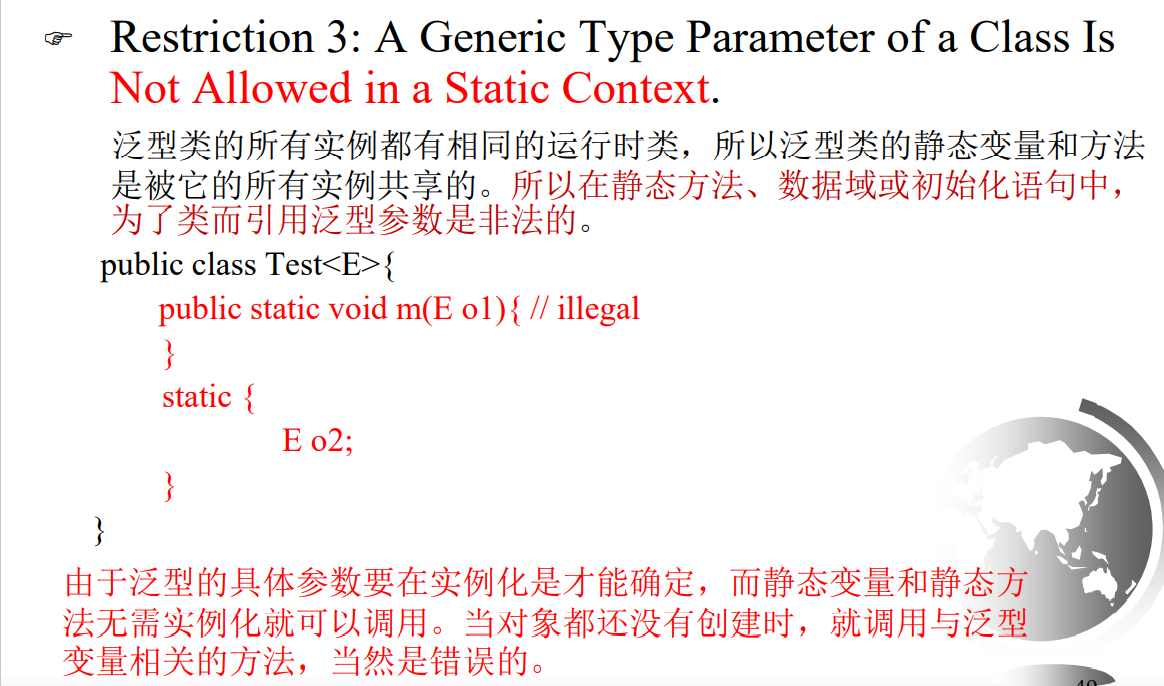 ☞ Restriction 3: A Generic Type Parameter of a Class Is
Not Allowed in a Static Context.
泛型类的所有实例都有相同的运行时类，所以泛型类的静态变量和方法
是被它的所有实例共享的。所以在静态方法、数据域或初始化语句中，
为了类而引用泛型参数是非法的。
public class Test<E>{
public static void m(E o1){ // illegal
}
static {
E o2;
}
}
由于泛型的具体参数要在实例化是才能确定，而静态变量和静态方
法无需实例化就可以调用。当对象都还没有创建时，就调用与泛型
变量相关的方法，当然是错误的。